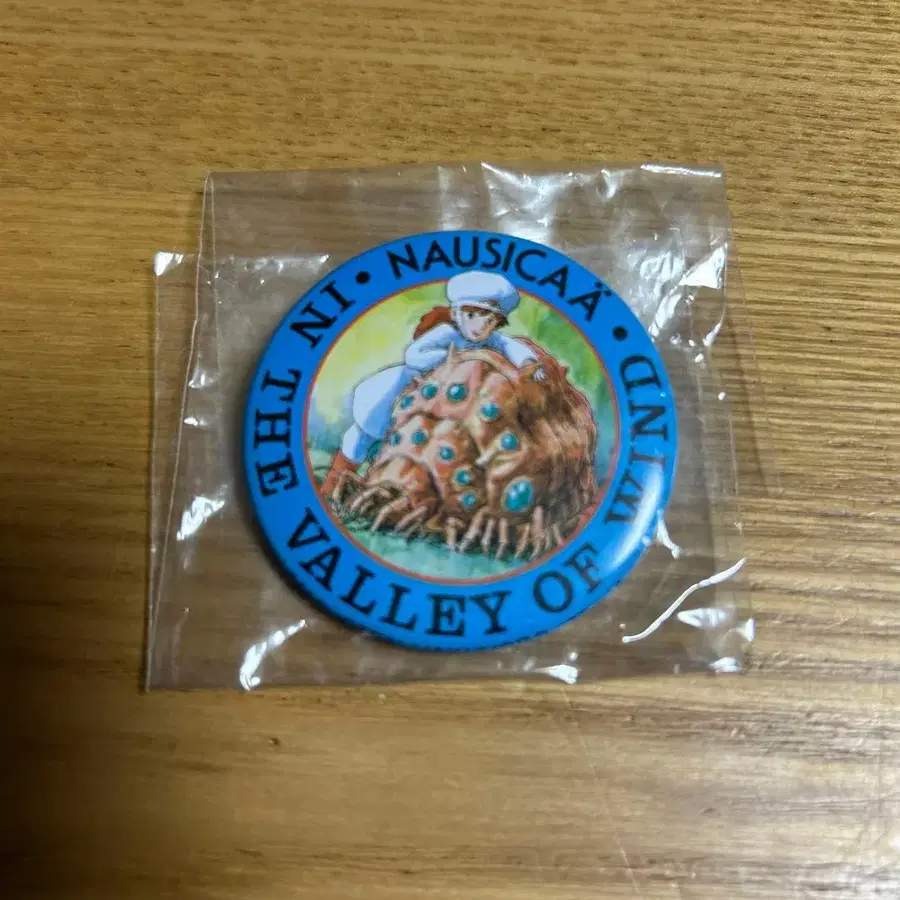 NAUSICAÄ • IN THE VALLEY OF WIND •